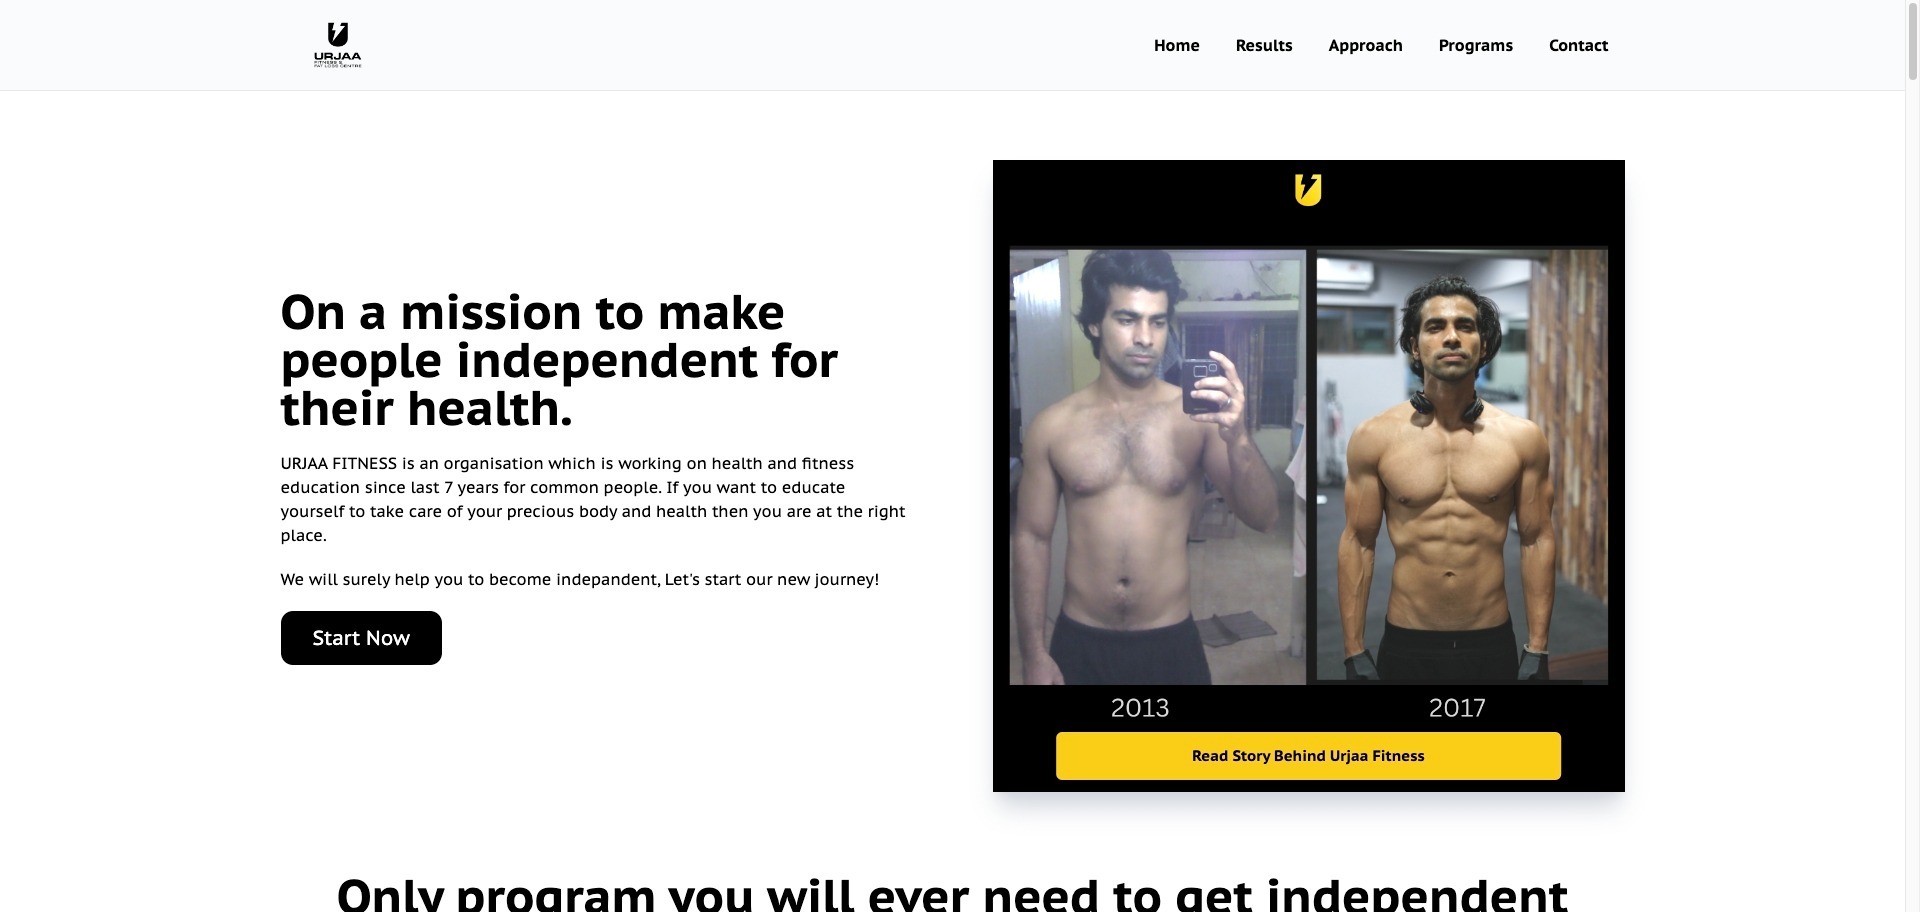 URJAA
FITNESS &
FAT LOSS CENTRE
Home
Results
Approach
Programs
Contact
On a mission to make
people independent for
their health.
URJAA FITNESS is an organisation which is working on health and fitness
education since last 7 years for common people. If you want to educate
yourself to take care of your precious body and health then you are at the right
place.
We will surely help you to become indepandent, Let's start our new journey!
Start Now
2013
2017
Read Story Behind Urjaa Fitness
Only program you will ever need to get independent